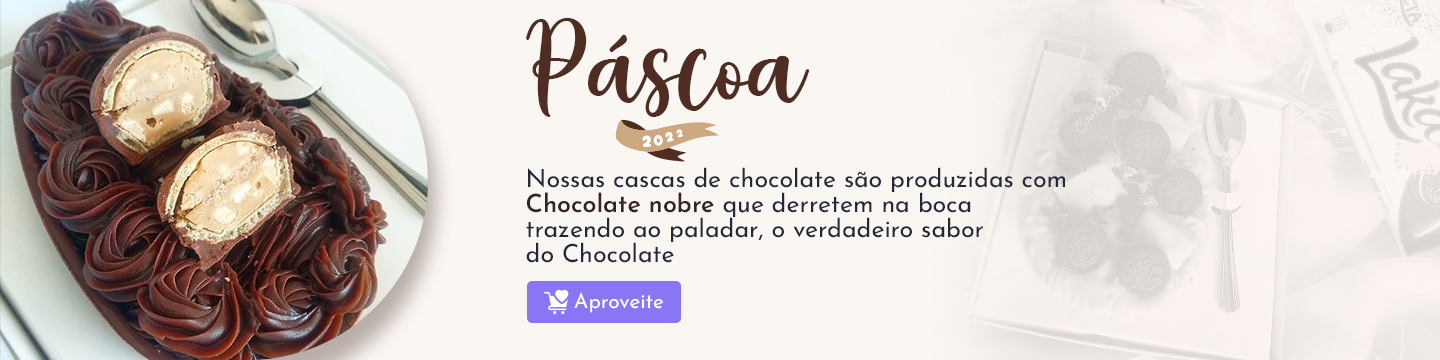 Páscoa
2022
Nossas cascas de chocolate são produzidas com
Chocolate nobre que derretem na boca
trazendo ao paladar, o verdadeiro sabor
do Chocolate
Aproveite